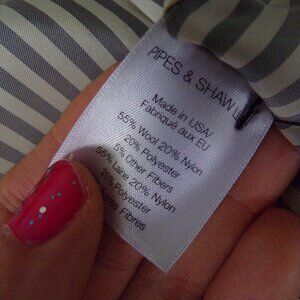 PIPES & SHAW
Made in USA/
Fabriqué aux EU
55% Wool 20% Nylon
20% Polyester
5% Other Fibers
55% Laine 20% Nylon
20% Polyester
Fibres